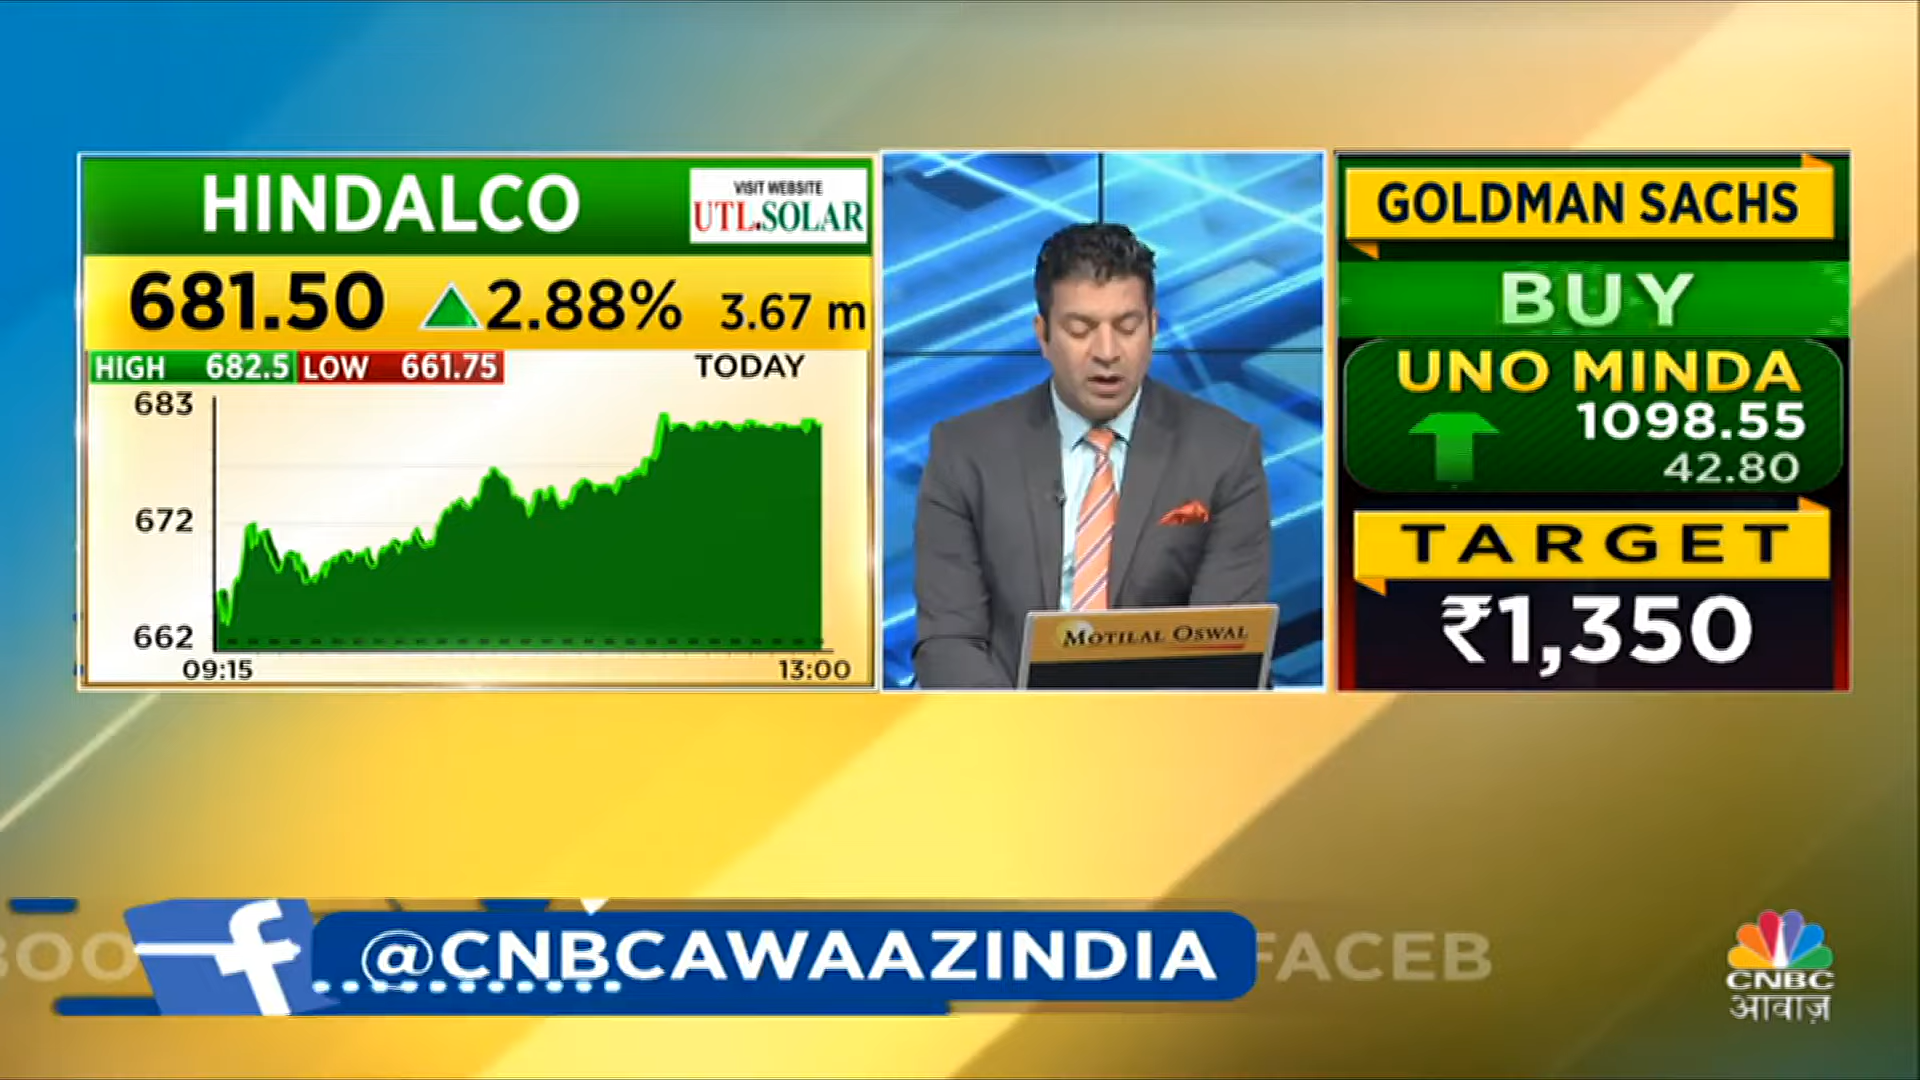 HINDALCO
VISIT WEBSITE
UTL.SOLAR
681.50 2.88% 3.67 m
HIGH 682.5 LOW 661.75 TODAY
683
672
662
09:15 13:00
MOTILAL OSWAL
GOLDMAN SACHS
BUY
UNO MINDA
1098.55
42.80
TARGET
₹1,350
@CNBCAWAAZINDIA
FACEB
CNBC
आवाज़